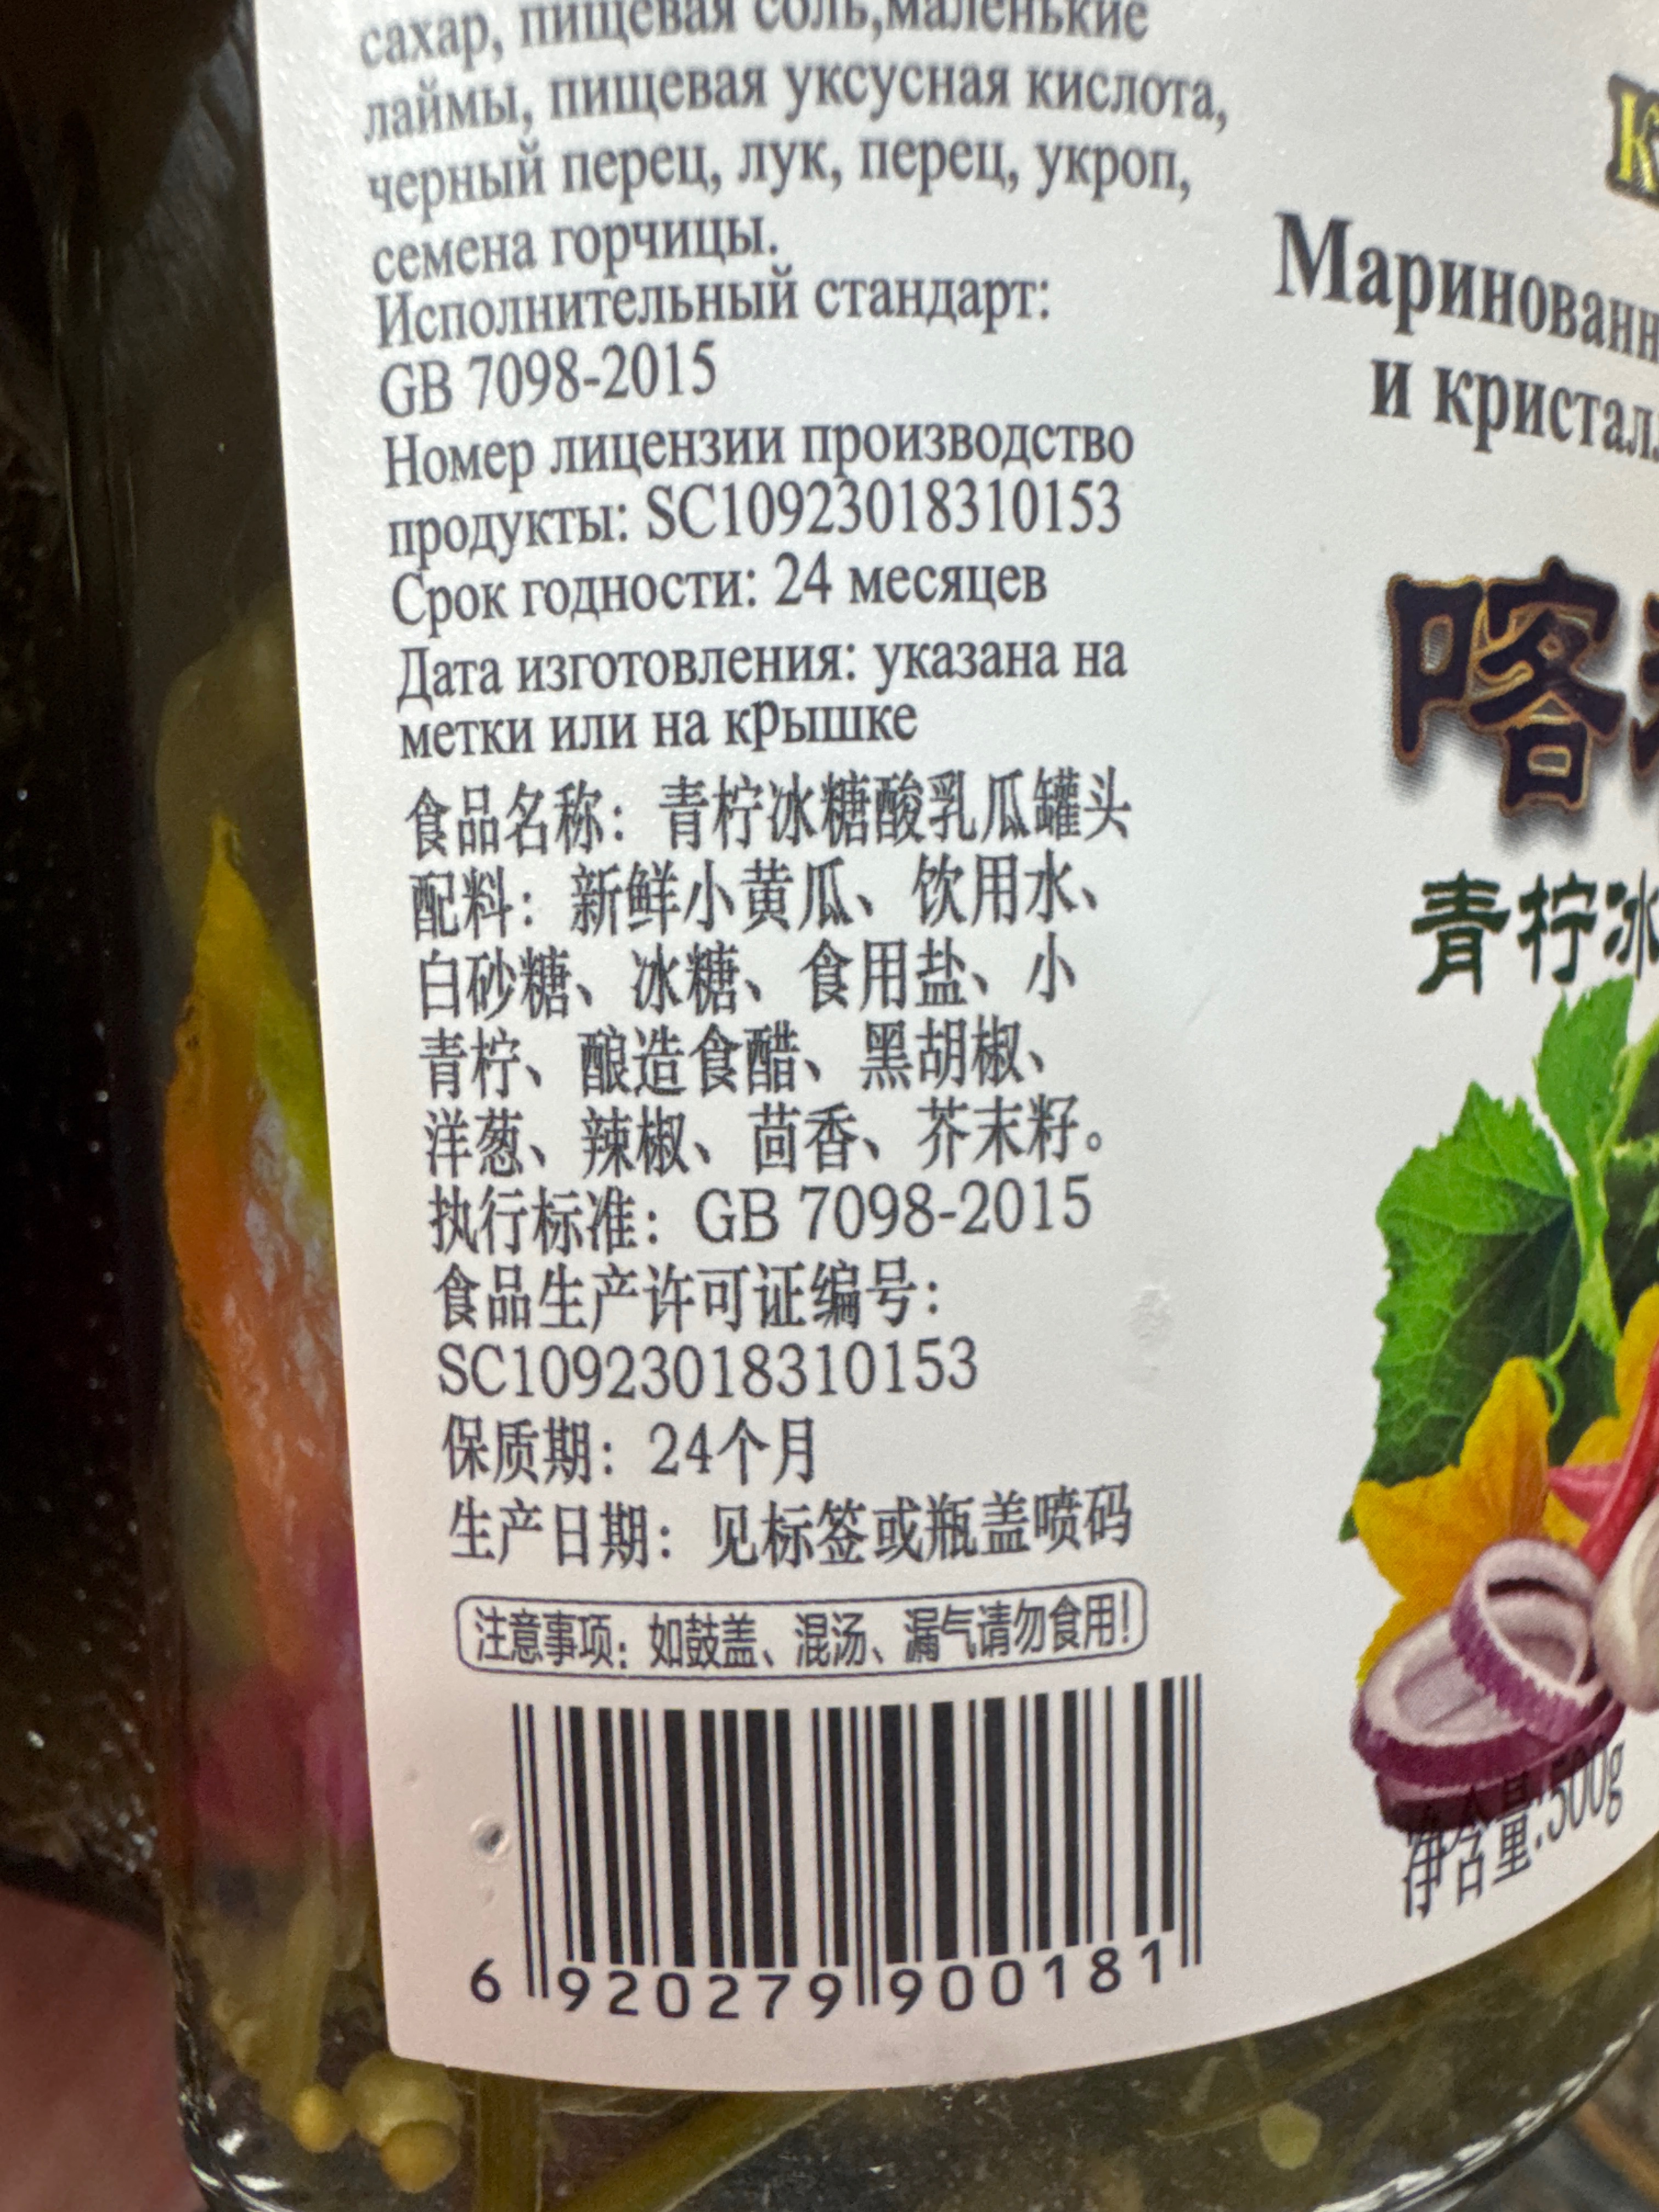 сахар, пищевая соль,маленькие
лаймы, пищевая уксусная кислота,
черный перец, лук, перец, укроп,
семена горчицы.
Исполнительный стандарт:
GB 7098-2015
Номер лицензии производство
продукты: SC10923018310153
Срок годности: 24 месяцев
Дата изготовления: указана на
метки или на крышке
食品名称：青柠冰糖酸乳瓜罐头
配料：新鲜小黄瓜、饮用水、
白砂糖、冰糖、食用盐、小
青柠、酿造食醋、黑胡椒、
洋葱、辣椒、茴香、芥末籽。
执行标准：GB 7098-2015
食品生产许可证编号：
SC10923018310153
保质期：24个月
生产日期：见标签或瓶盖喷码
注意事项：如鼓盖、混汤、漏气请勿食用！
6 920279 900181
Маринованн
и кристал
喀
青柠冰
净含量:500g